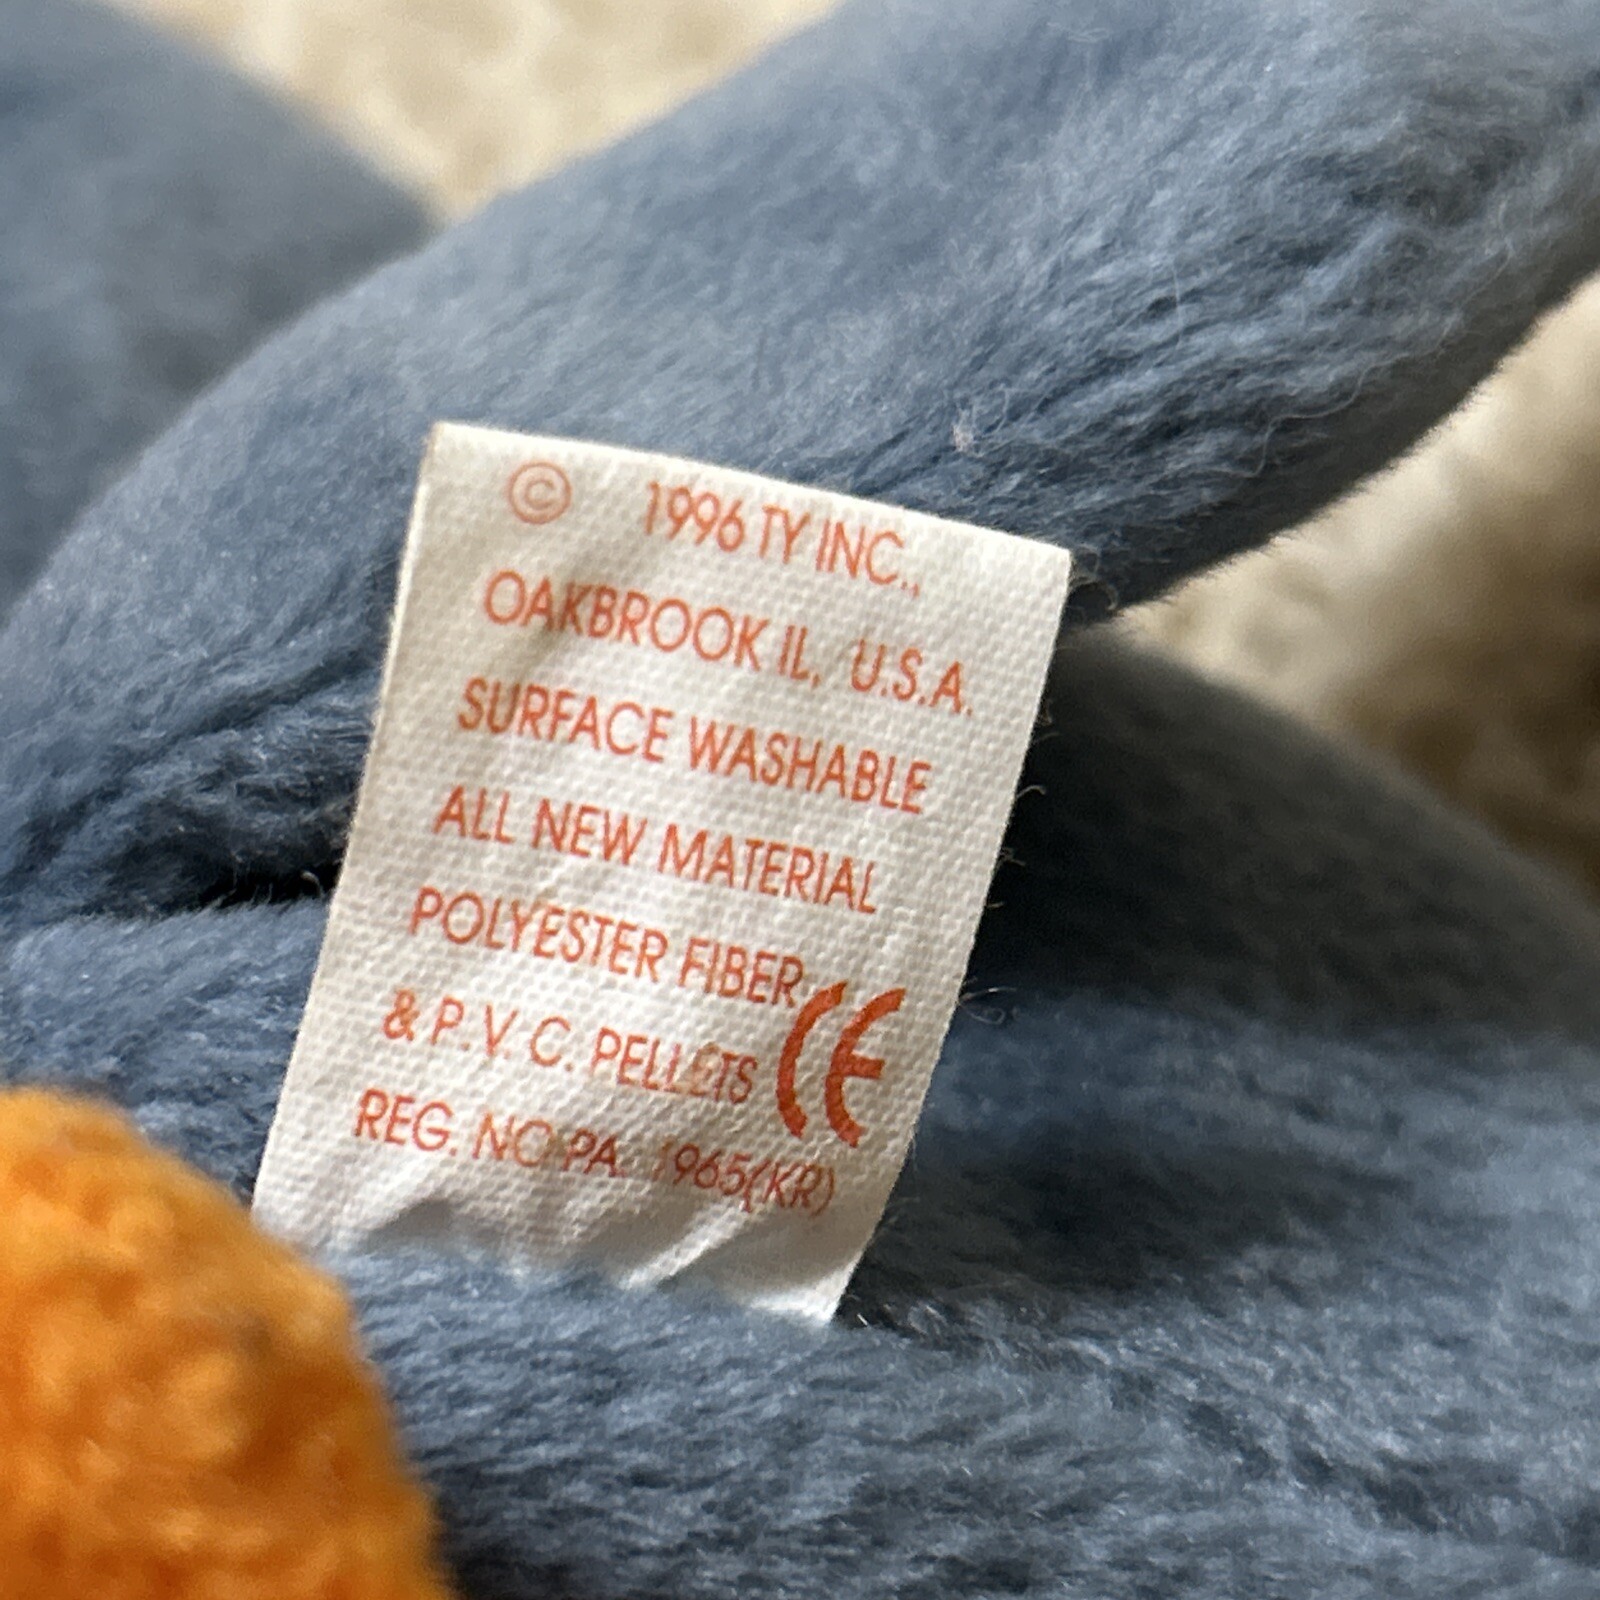 © 1996 TY INC.,
OAKBROOK IL, U.S.A.
SURFACE WASHABLE
ALL NEW MATERIAL
POLYESTER FIBER
& P.V.C. PELLETS CE
REG. NO PA. 1965(KR)